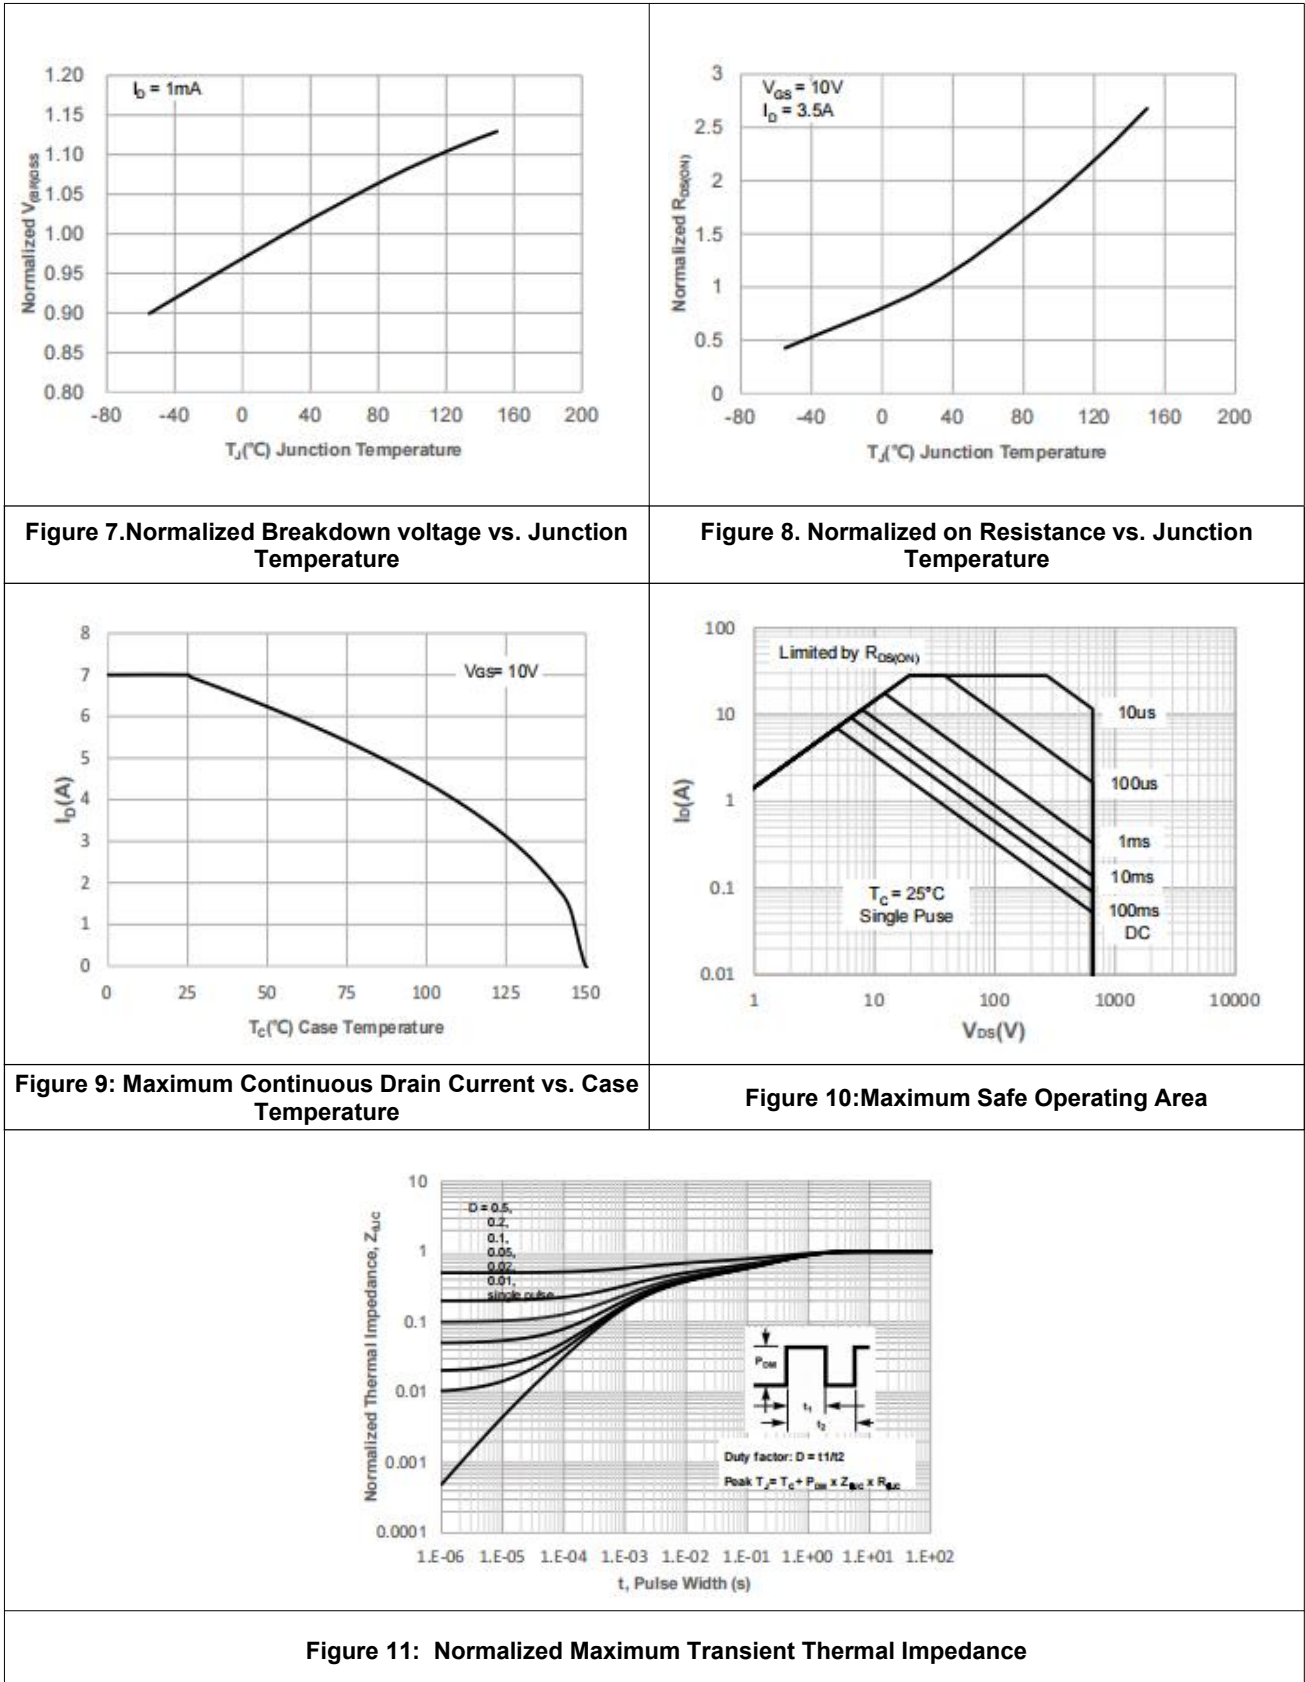 1.20
1.15
1.10
1.05
1.00
0.95
0.90
0.85
0.80
I_D = 1mA
Normalized V_(BR)DSS
-80 -40 0 40 80 120 160 200
T_J(℃) Junction Temperature
3
2.5
2
1.5
1
0.5
0
V_GS = 10V
I_D = 3.5A
Normalized R_DS(ON)
-80 -40 0 40 80 120 160 200
T_J(℃) Junction Temperature
Figure 7.Normalized Breakdown voltage vs. Junction
Temperature
Figure 8. Normalized on Resistance vs. Junction
Temperature
8
7
6
5
4
3
2
1
0
VGS= 10V
I_D(A)
0 25 50 75 100 125 150
T_C(℃) Case Temperature
100
10
1
0.1
0.01
Limited by R_DS(ON)
10us
100us
1ms
10ms
100ms
DC
T_C = 25°C
Single Puse
I_D(A)
1 10 100 1000 10000
V_DS(V)
Figure 9: Maximum Continuous Drain Current vs. Case
Temperature
Figure 10:Maximum Safe Operating Area
10
1
0.1
0.01
0.001
0.0001
Normalized Thermal Impedance, Z_θJC
D = 0.5,
0.2,
0.1,
0.05,
0.02,
0.01,
single pulse
P_DM
t_1
t_2
Duty factor: D = t1/t2
Peak T_J = T_C + P_DM x Z_θJC x R_θJC
1.E-06 1.E-05 1.E-04 1.E-03 1.E-02 1.E-01 1.E+00 1.E+01 1.E+02
t, Pulse Width (s)
Figure 11: Normalized Maximum Transient Thermal Impedance